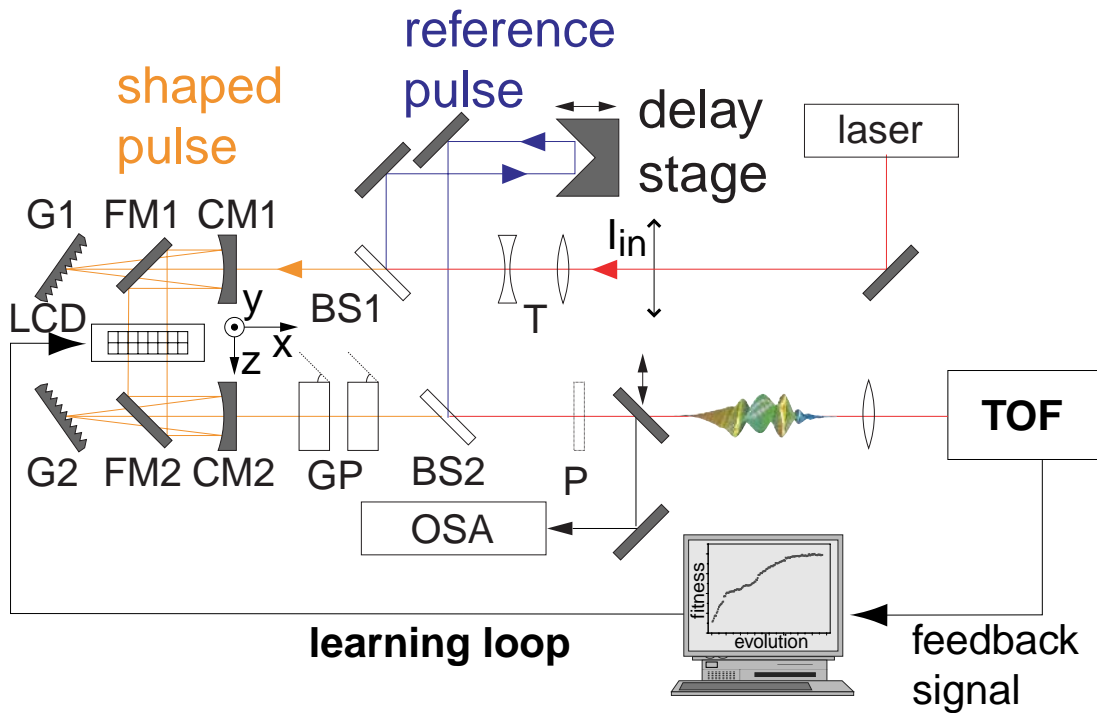 reference
pulse
shaped
pulse
delay
stage
laser
G1
FM1
CM1
I_in
LCD
y
x
z
BS1
T
TOF
G2
FM2
CM2
GP
BS2
P
OSA
fitness
evolution
learning loop
feedback
signal